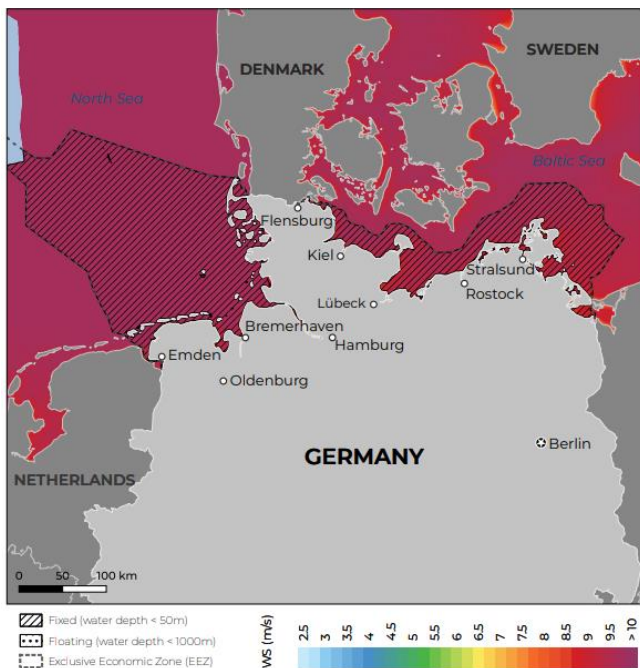 SWEDEN
DENMARK
North Sea
Baltic Sea
Flensburg
Kiel
Stralsund
Rostock
Lübeck
Bremerhaven
Hamburg
Emden
Oldenburg
Berlin
GERMANY
NETHERLANDS
0 50 100 km
Fixed (water depth < 50m)
Floating (water depth < 1000m)
Exclusive Economic Zone (EEZ)
WS (m/s)
2.5 3 3.5 4 4.5 5 5.5 6 6.5 7 7.5 8 8.5 9 9.5 > 10